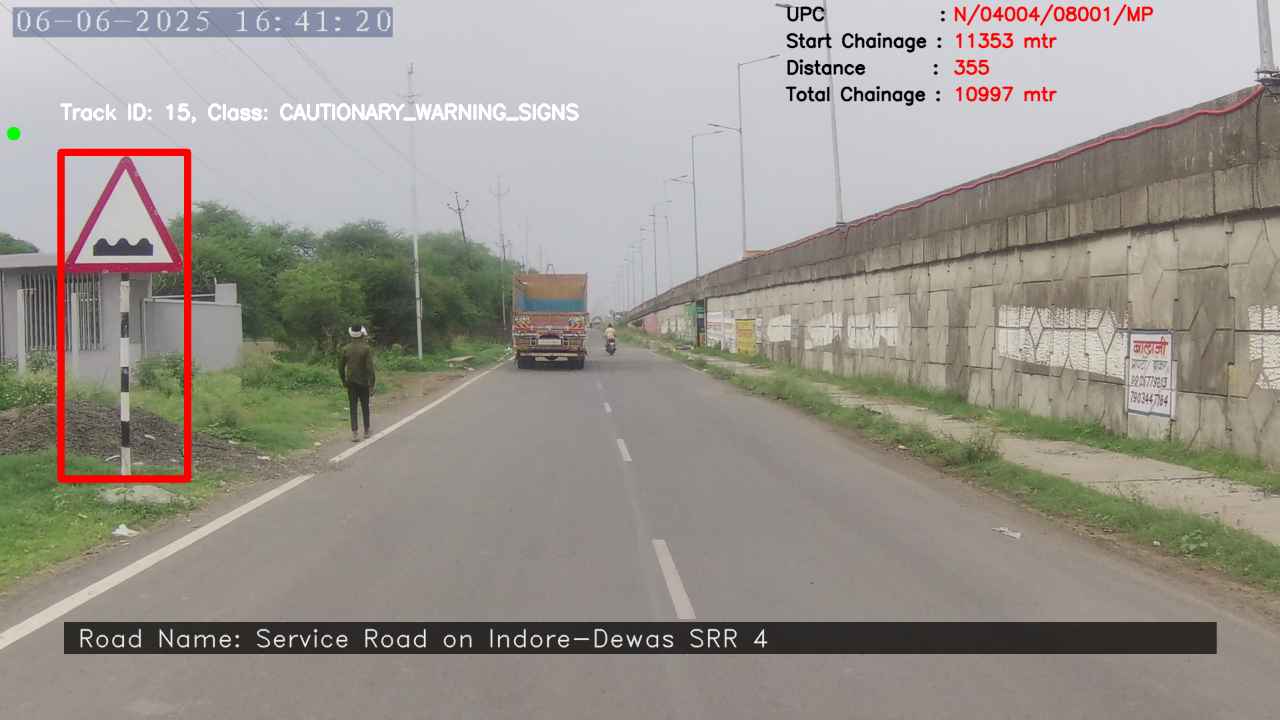 06-06-2025 16:41:20
UPC : N/04004/08001/MP
Start Chainage : 11353 mtr
Distance : 355
Total Chainage : 10997 mtr
Track ID: 15, Class: CAUTIONARY_WARNING_SIGNS
बालाजी
Road Name: Service Road on Indore-Dewas SRR 4